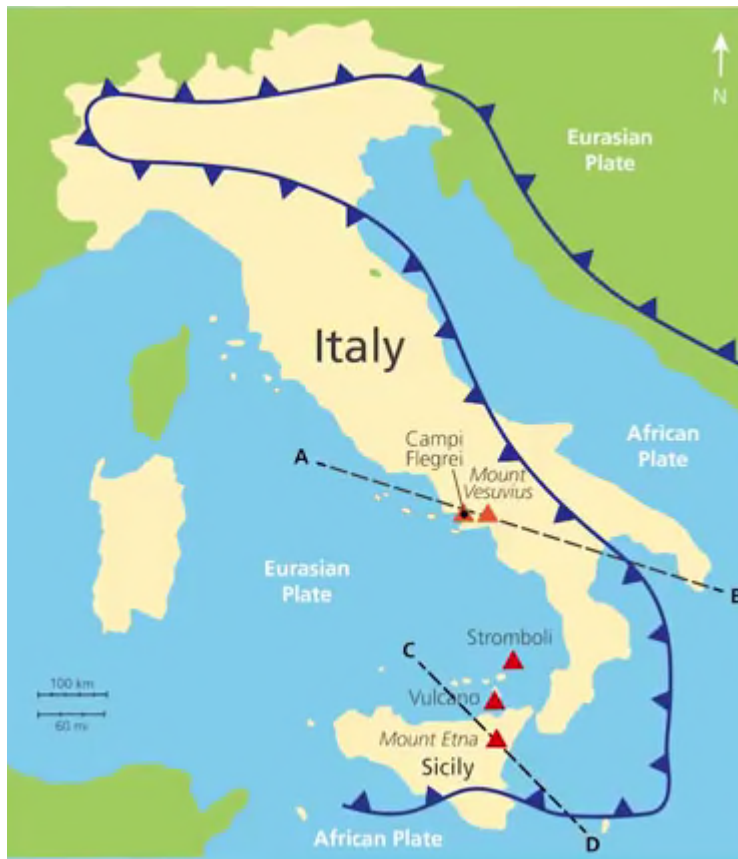 N
Eurasian
Plate
Italy
African
Plate
Campi
Flegrei
Mount
Vesuvius
A
B
Eurasian
Plate
Stromboli
C
Vulcano
100 km
60 mi
Mount Etna
Sicily
African Plate
D